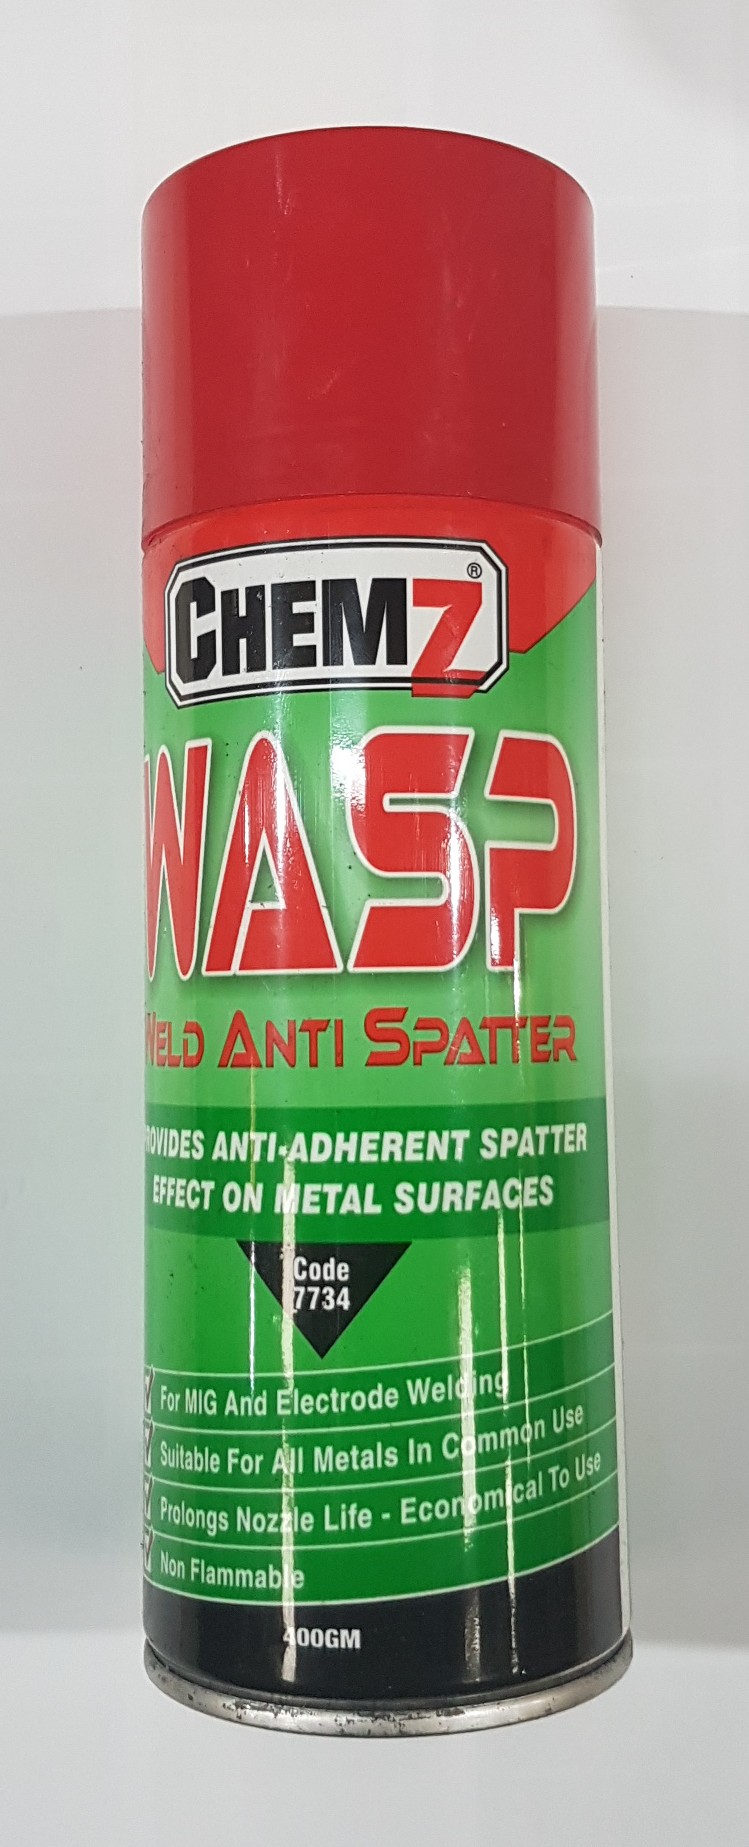 CHEMZ®
WASP
WELD ANTI SPATTER
PROVIDES ANTI-ADHERENT SPATTER
EFFECT ON METAL SURFACES
Code
7734
For MIG And Electrode Welding
Suitable For All Metals In Common Use
Prolongs Nozzle Life - Economical To Use
Non Flammable
400GM